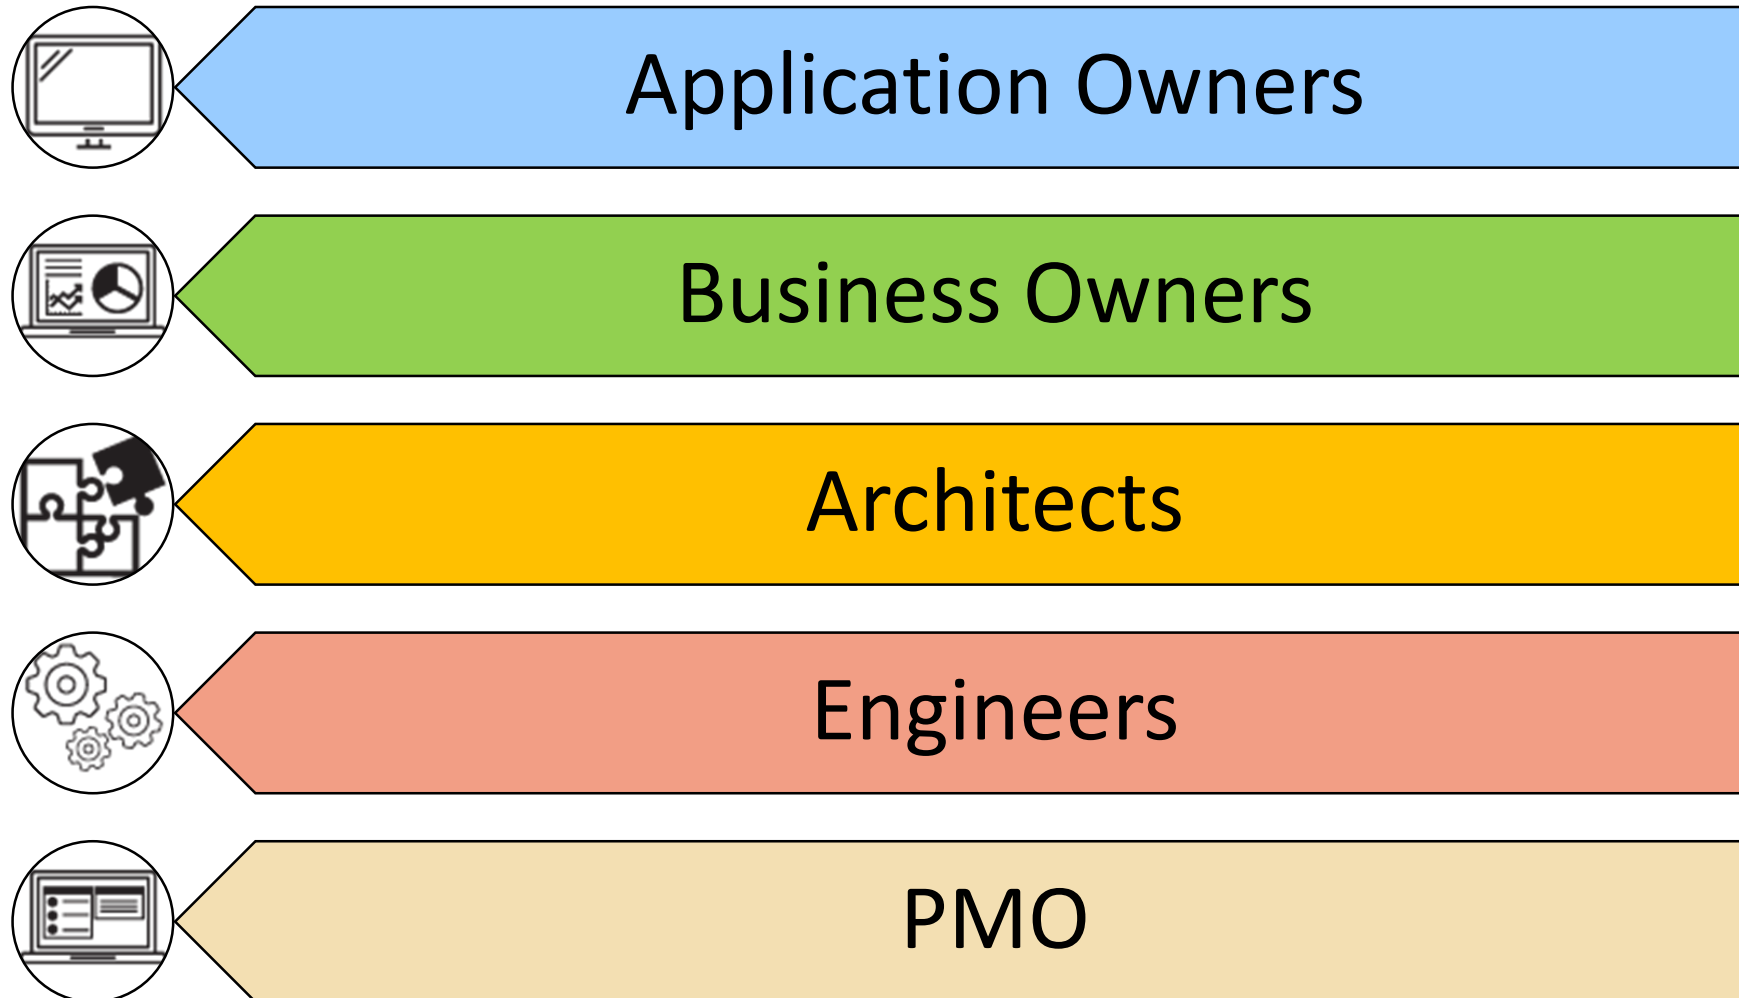 Application Owners
Business Owners
Architects
Engineers
PMO